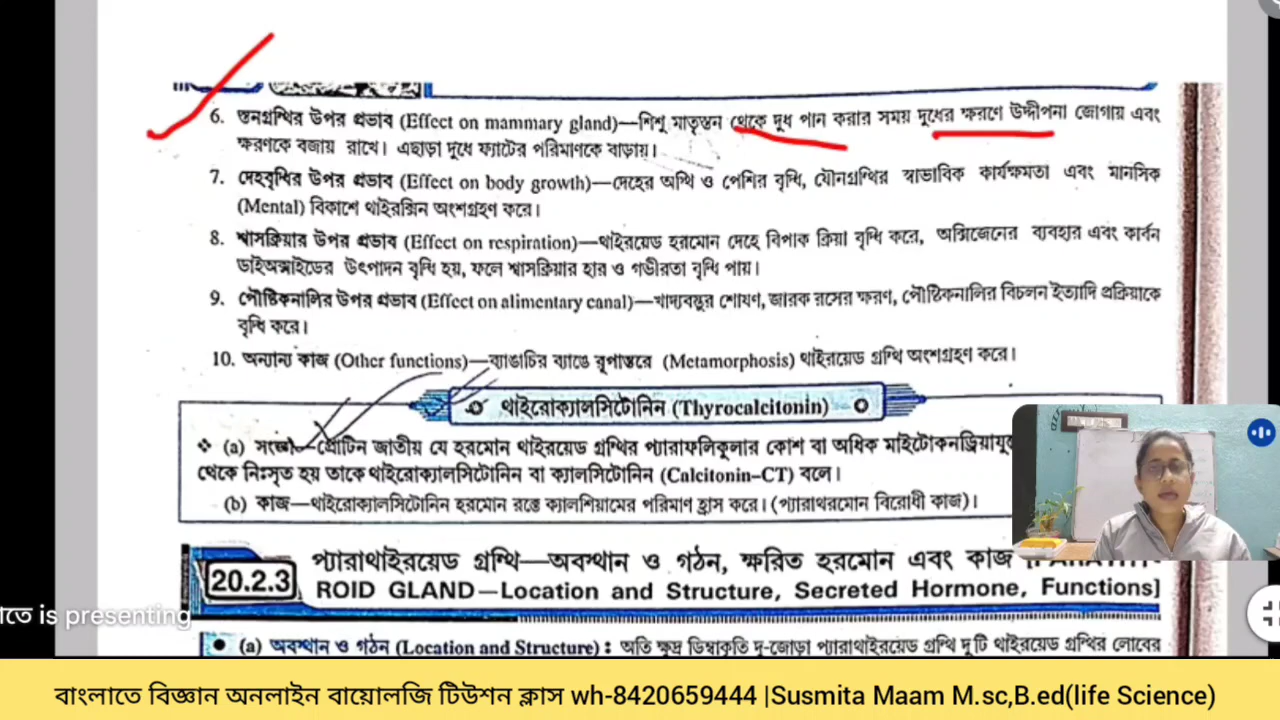 6. স্তনগ্রন্থির উপর প্রভাব (Effect on mammary gland)—শিশু মাতৃস্তন থেকে দুধ পান করার সময় দুধের ক্ষরণে উদ্দীপনা জোগায় এবং
ক্ষরণকে বজায় রাখে। এছাড়া দুধে ফ্যাটের পরিমাণকে বাড়ায়।
7. দেহবৃদ্ধির উপর প্রভাব (Effect on body growth)—দেহের অস্থি ও পেশির বৃদ্ধি, যৌনগ্রন্থির স্বাভাবিক কার্যক্ষমতা এবং মানসিক
(Mental) বিকাশে থাইরক্সিন অংশগ্রহণ করে।
8. শ্বাসক্রিয়ার উপর প্রভাব (Effect on respiration)—থাইরয়েড হরমোন দেহে বিপাক ক্রিয়া বৃদ্ধি করে, অক্সিজেনের ব্যবহার এবং কার্বন
ডাইঅক্সাইডের উৎপাদন বৃদ্ধি হয়, ফলে শ্বাসক্রিয়ার হার ও গভীরতা বৃদ্ধি পায়।
9. পৌষ্টিকনালির উপর প্রভাব (Effect on alimentary canal)—খাদ্যবস্তুর শোষণ, জারক রসের ক্ষরণ, পৌষ্টিকনালির বিচলন ইত্যাদি প্রক্রিয়াকে
বৃদ্ধি করে।
10. অন্যান্য কাজ (Other functions)—ব্যাঙাচির ব্যাঙে রূপান্তরে (Metamorphosis) থাইরয়েড গ্রন্থি অংশগ্রহণ করে।
থাইরোক্যালসিটোনিন (Thyrocalcitonin)
❖ (a) সংজ্ঞা—প্রোটিন জাতীয় যে হরমোন থাইরয়েড গ্রন্থির প্যারাফলিকুলার কোশ বা অধিক
থেকে নিঃসৃত হয় তাকে থাইরোক্যালসিটোনিন বা ক্যালসিটোনিন (Calcitonin–CT) বলে।
(b) কাজ—থাইরোক্যালসিটোনিন হরমোন রক্তে ক্যালশিয়ামের পরিমাণ হ্রাস করে। (প্যারাথরমোন বিরোধী কাজ)।
20.2.3 প্যারাথাইরয়েড গ্রন্থি—অবস্থান ও গঠন, ক্ষরিত হরমোন এবং কাজ
ROID GLAND—Location and Structure, Secreted Hormone, Functions]
is presenting
(a) অবস্থান ও গঠন (Location and Structure) : অতি ক্ষুদ্র ডিম্বাকৃতি দু-জোড়া প্যারাথাইরয়েড গ্রন্থি দুটি থাইরয়েড গ্রন্থির লোবের
বাংলাতে বিজ্ঞান অনলাইন বায়োলজি টিউশন ক্লাস wh-8420659444 |Susmita Maam M.sc,B.ed(life Science)